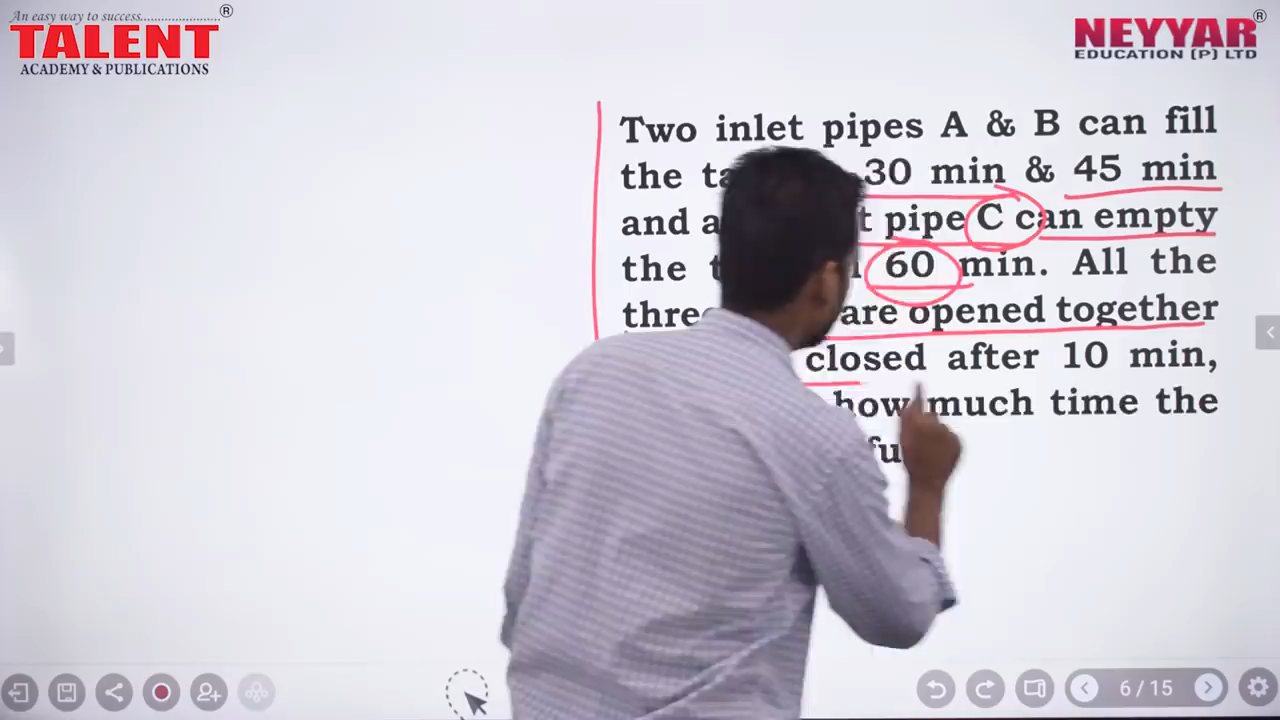 An easy way to success......................
TALENT
ACADEMY & PUBLICATIONS
®
NEYYAR
EDUCATION (P) LTD
®
Two inlet pipes A & B can fill
the 30 min & 45 min
and pipe C can empty
the 60 min. All the
are opened together
closed after 10 min,
how much time the
6 / 15